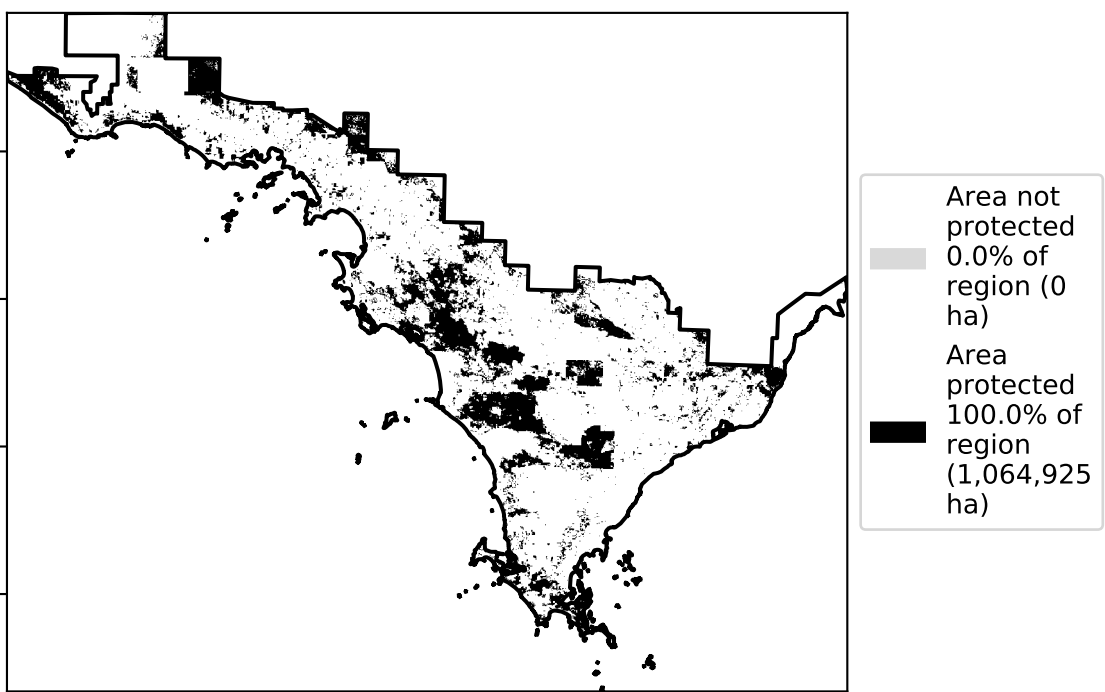 Area not
protected
0.0% of
region (0
ha)
Area
protected
100.0% of
region
(1,064,925
ha)